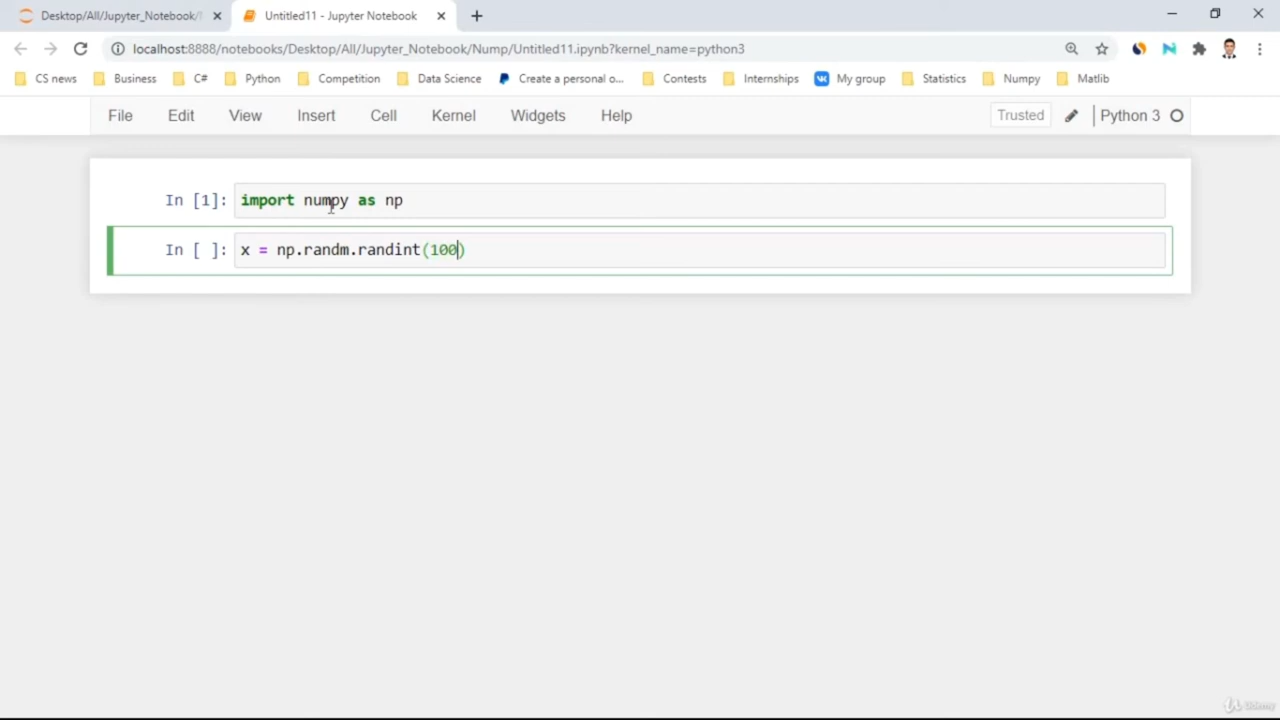 Desktop/All/Jupyter_Notebook/
Untitled11 - Jupyter Notebook
localhost:8888/notebooks/Desktop/All/Jupyter_Notebook/Nump/Untitled11.ipynb?kernel_name=python3
CS news Business C# Python Competition Data Science Create a personal o... Contests Internships My group Statistics Numpy Matlib
File Edit View Insert Cell Kernel Widgets Help Trusted Python 3
In [1]: import numpy as np
In [ ]: x = np.randm.randint(100)
Udemy